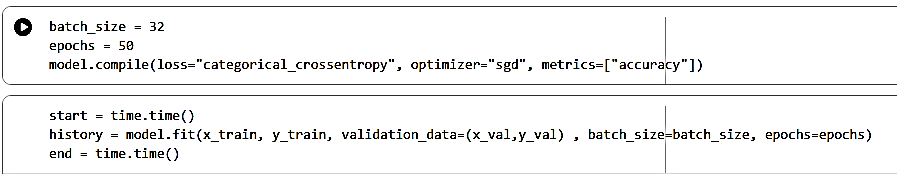 batch_size = 32
epochs = 50
model.compile(loss="categorical_crossentropy", optimizer="sgd", metrics=["accuracy"])
start = time.time()
history = model.fit(x_train, y_train, validation_data=(x_val,y_val) , batch_size=batch_size, epochs=epochs)
end = time.time()